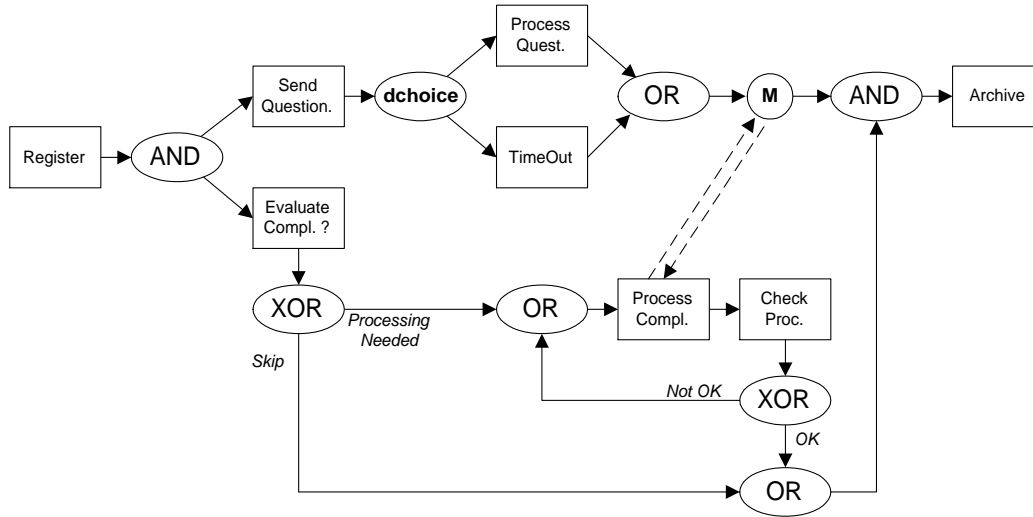 Process
Quest.
Send
Question.
dchoice
OR
M
AND
Archive
Register
AND
TimeOut
Evaluate
Compl. ?
XOR
Processing
Needed
OR
Process
Compl.
Check
Proc.
Skip
Not OK
XOR
OK
OR